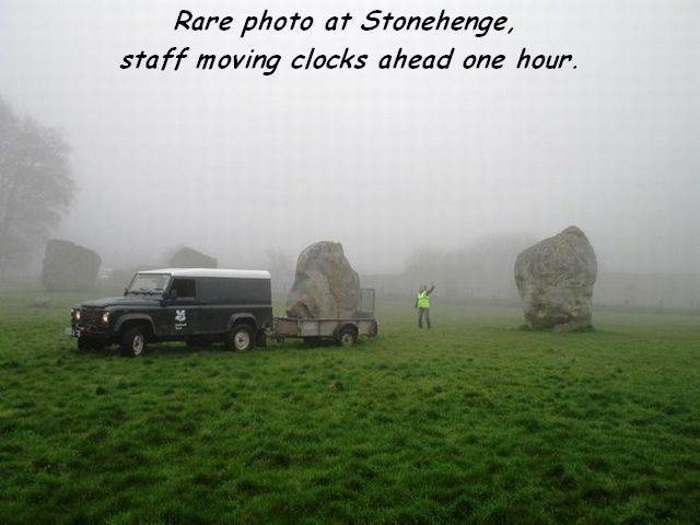 Rare photo at Stonehenge,
staff moving clocks ahead one hour.